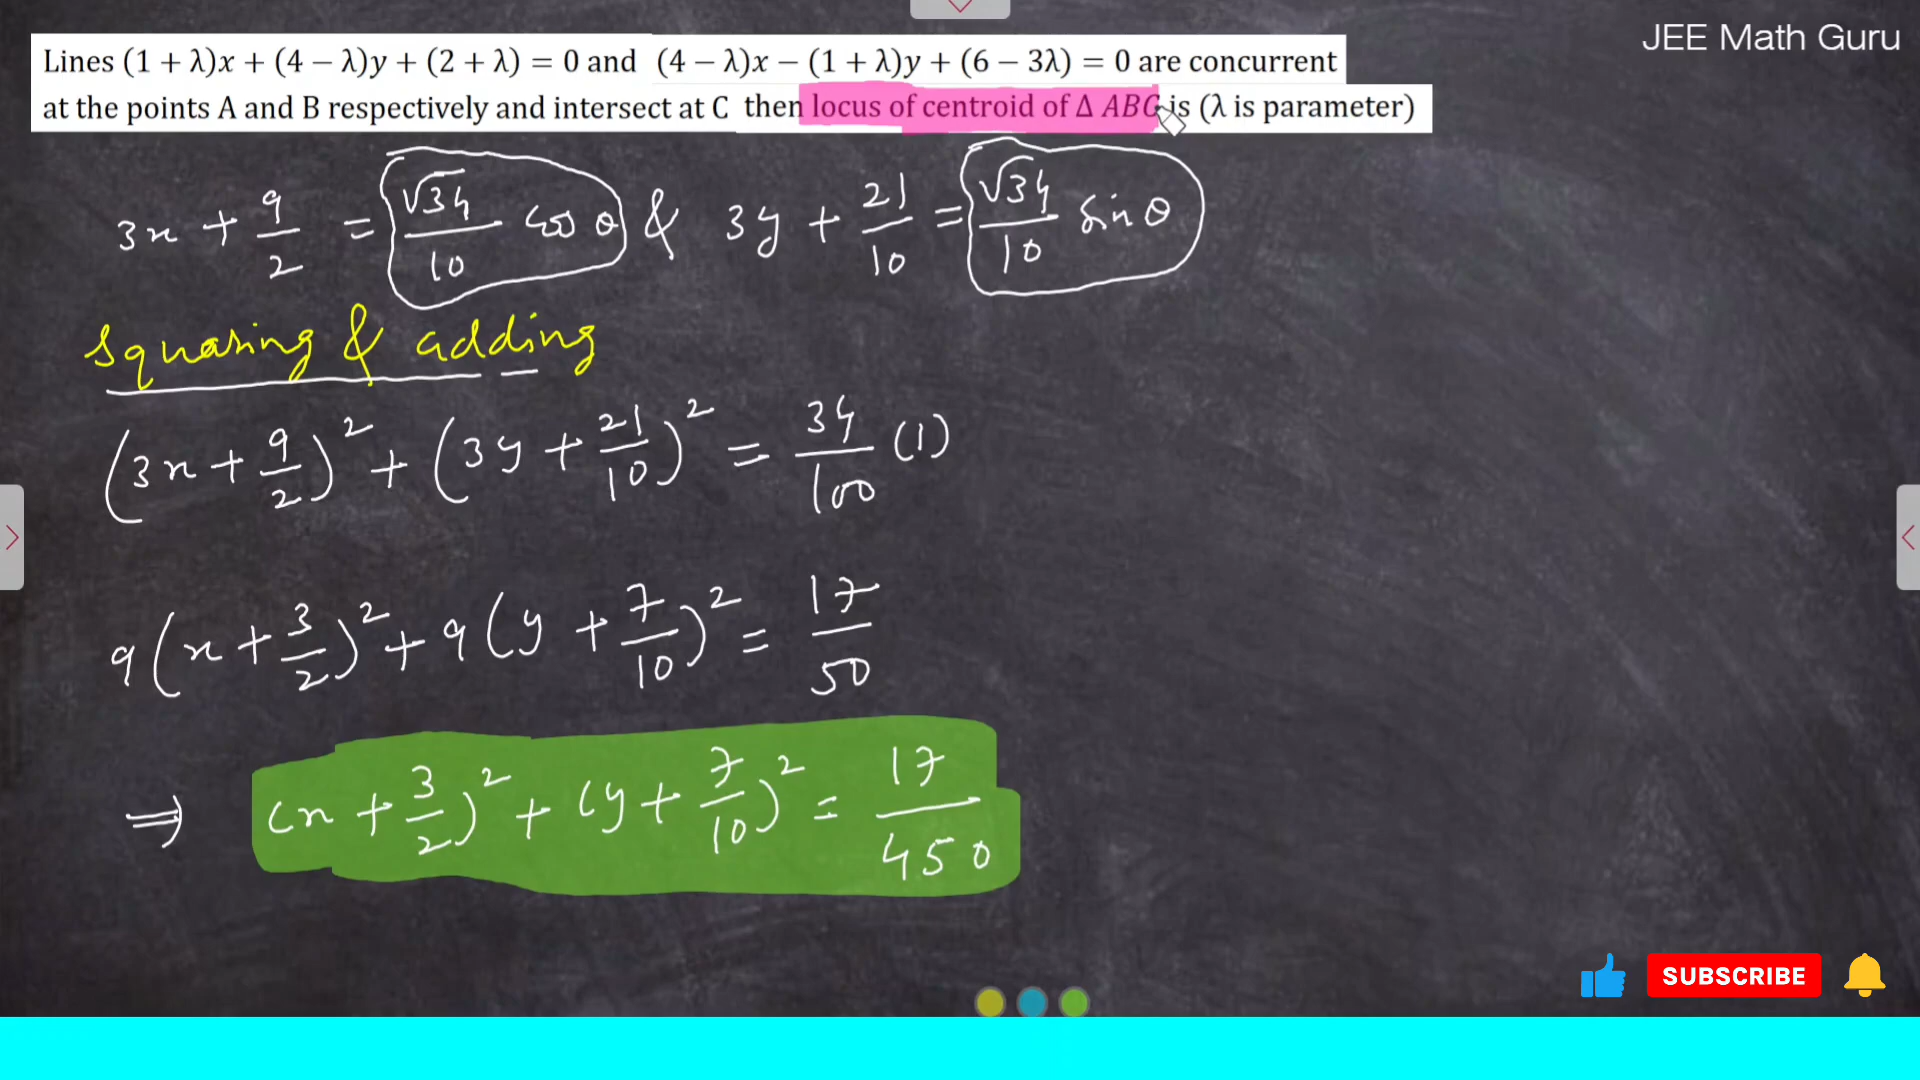 JEE Math Guru
Lines (1 + λ)x + (4 − λ)y + (2 + λ) = 0 and (4 − λ)x − (1 + λ)y + (6 − 3λ) = 0 are concurrent
at the points A and B respectively and intersect at C then locus of centroid of Δ ABC is (λ is parameter)
3x + 9/2 = √34/10 cos θ & 3y + 21/10 = √34/10 sin θ
Squaring & adding
(3x + 9/2)² + (3y + 21/10)² = 34/100 (1)
9(x + 3/2)² + 9(y + 7/10)² = 17/50
⇒ (x + 3/2)² + (y + 7/10)² = 17/450
SUBSCRIBE